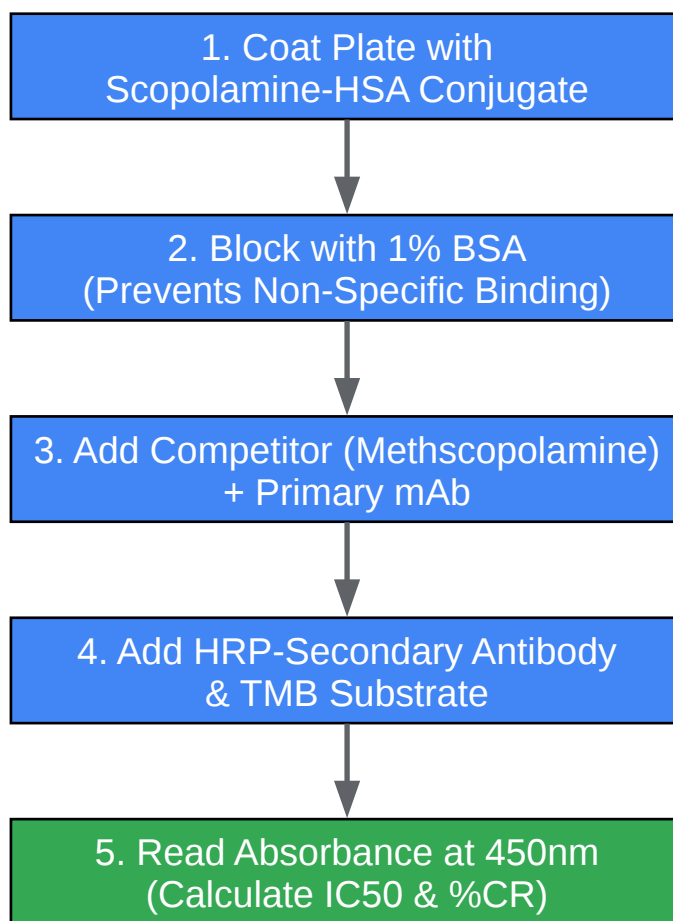 1. Coat Plate with
Scopolamine-HSA Conjugate
2. Block with 1% BSA
(Prevents Non-Specific Binding)
3. Add Competitor (Methscopolamine)
+ Primary mAb
4. Add HRP-Secondary Antibody
& TMB Substrate
5. Read Absorbance at 450nm
(Calculate IC50 & %CR)